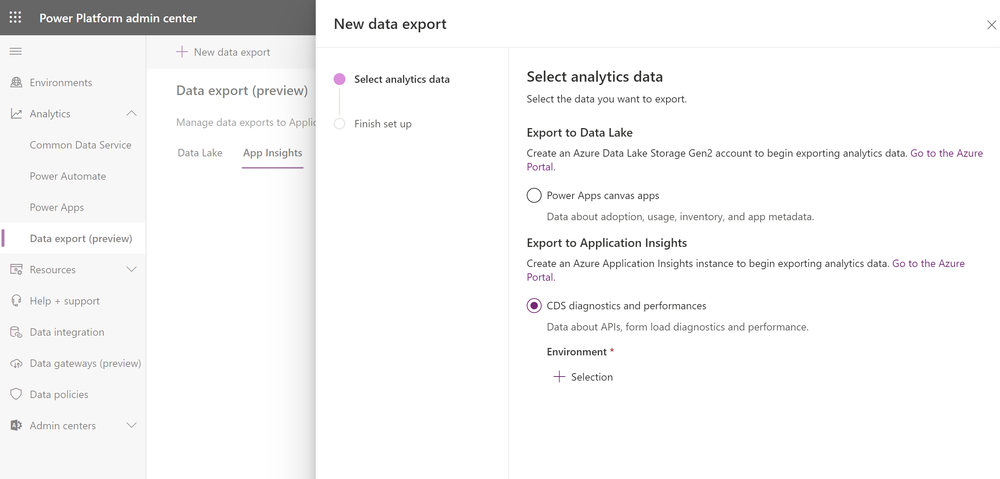 Power Platform admin center
Environments
Analytics
Common Data Service
Power Automate
Power Apps
Data export (preview)
Resources
Help + support
Data integration
Data gateways (preview)
Data policies
Admin centers
New data export
Data export (preview)
Manage data exports to Applic
Data Lake
App Insights
New data export
Select analytics data
Finish set up
Select analytics data
Select the data you want to export.
Export to Data Lake
Create an Azure Data Lake Storage Gen2 account to begin exporting analytics data. Go to the Azure
Portal.
Power Apps canvas apps
Data about adoption, usage, inventory, and app metadata.
Export to Application Insights
Create an Azure Application Insights instance to begin exporting analytics data. Go to the Azure
Portal.
CDS diagnostics and performances
Data about APIs, form load diagnostics and performance.
Environment *
Selection